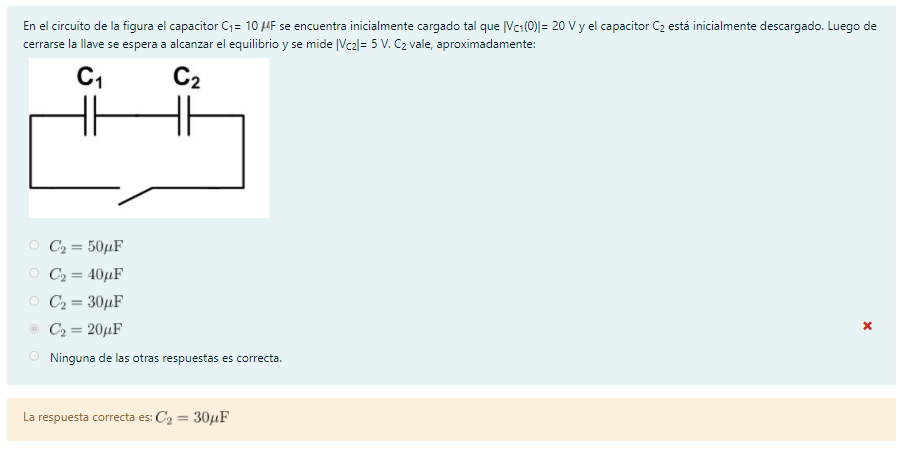 En el circuito de la figura el capacitor C₁= 10 μF se encuentra inicialmente cargado tal que |Vc₁(0)|= 20 V y el capacitor C₂ está inicialmente descargado. Luego de
cerrarse la llave se espera a alcanzar el equilibrio y se mide |Vc₂|= 5 V. C₂ vale, aproximadamente:
C₁ C₂
C₂ = 50μF
C₂ = 40μF
C₂ = 30μF
C₂ = 20μF
Ninguna de las otras respuestas es correcta.
La respuesta correcta es: C₂ = 30μF